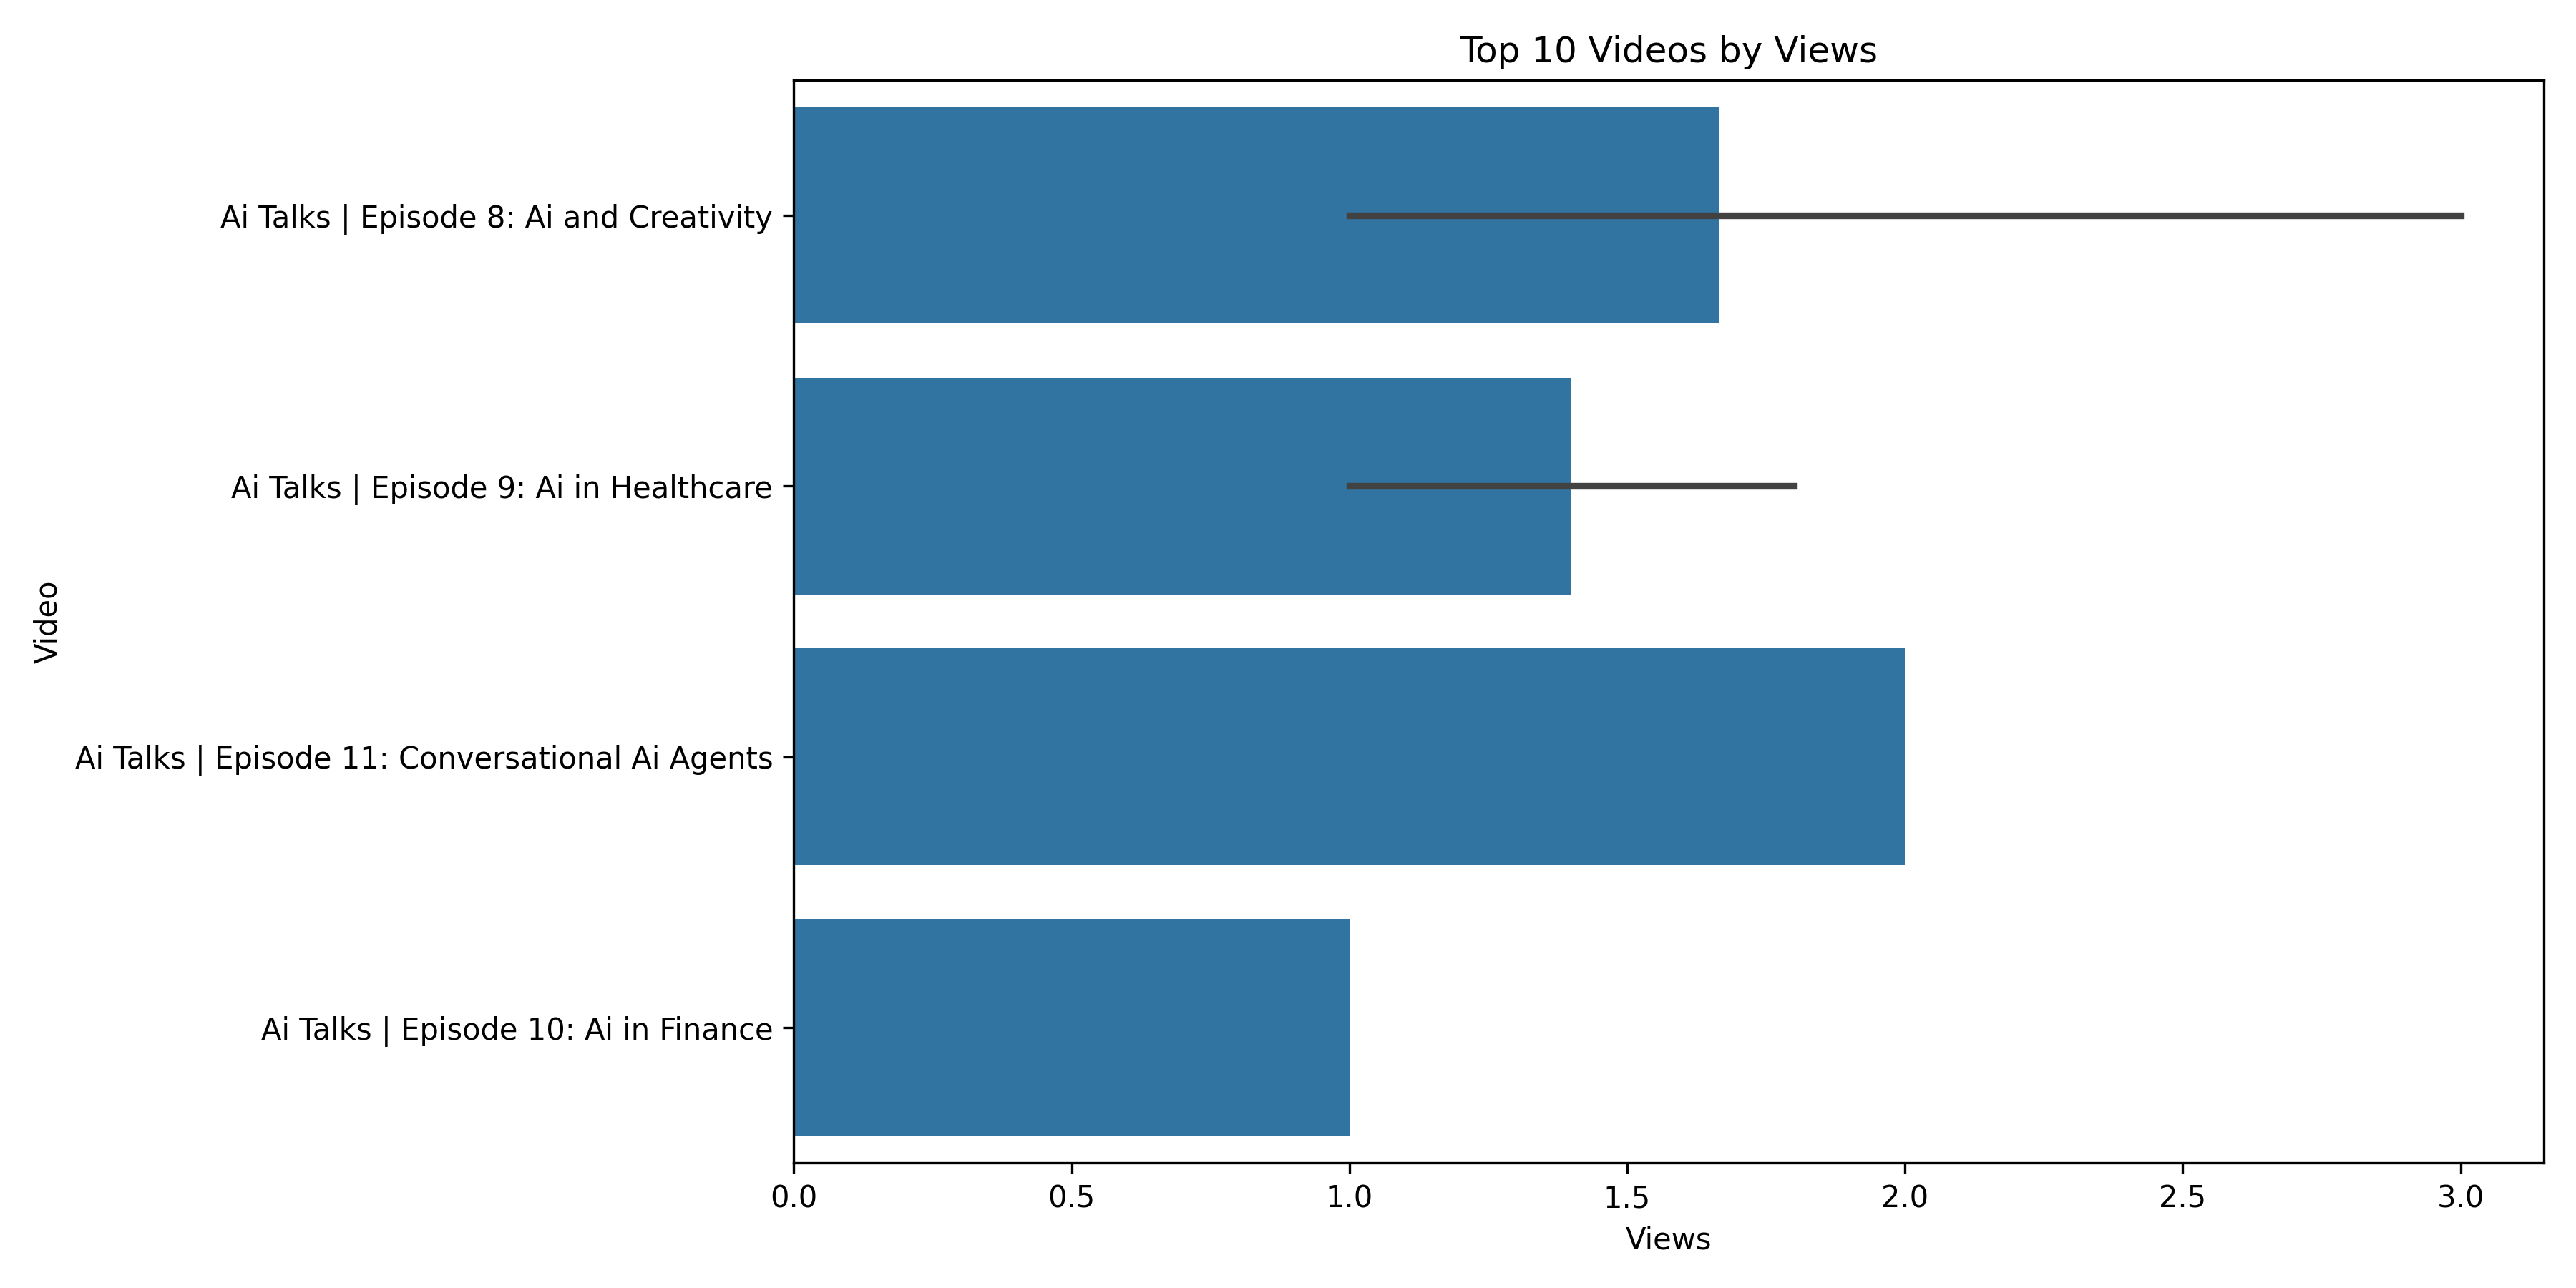 Top 10 Videos by Views
Ai Talks | Episode 8: Ai and Creativity
Ai Talks | Episode 9: Ai in Healthcare
Ai Talks | Episode 11: Conversational Ai Agents
Ai Talks | Episode 10: Ai in Finance
Video
0.0 0.5 1.0 1.5 2.0 2.5 3.0
Views